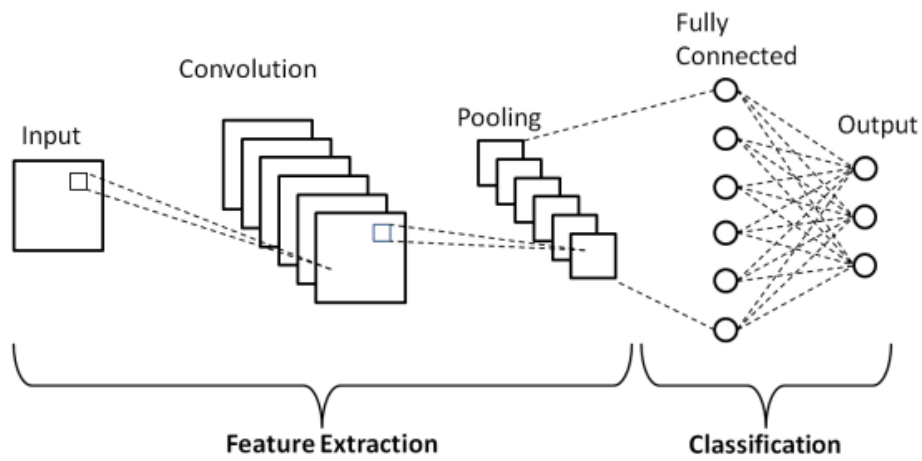 Fully
Connected
Convolution
Pooling
Input
Output
Feature Extraction
Classification